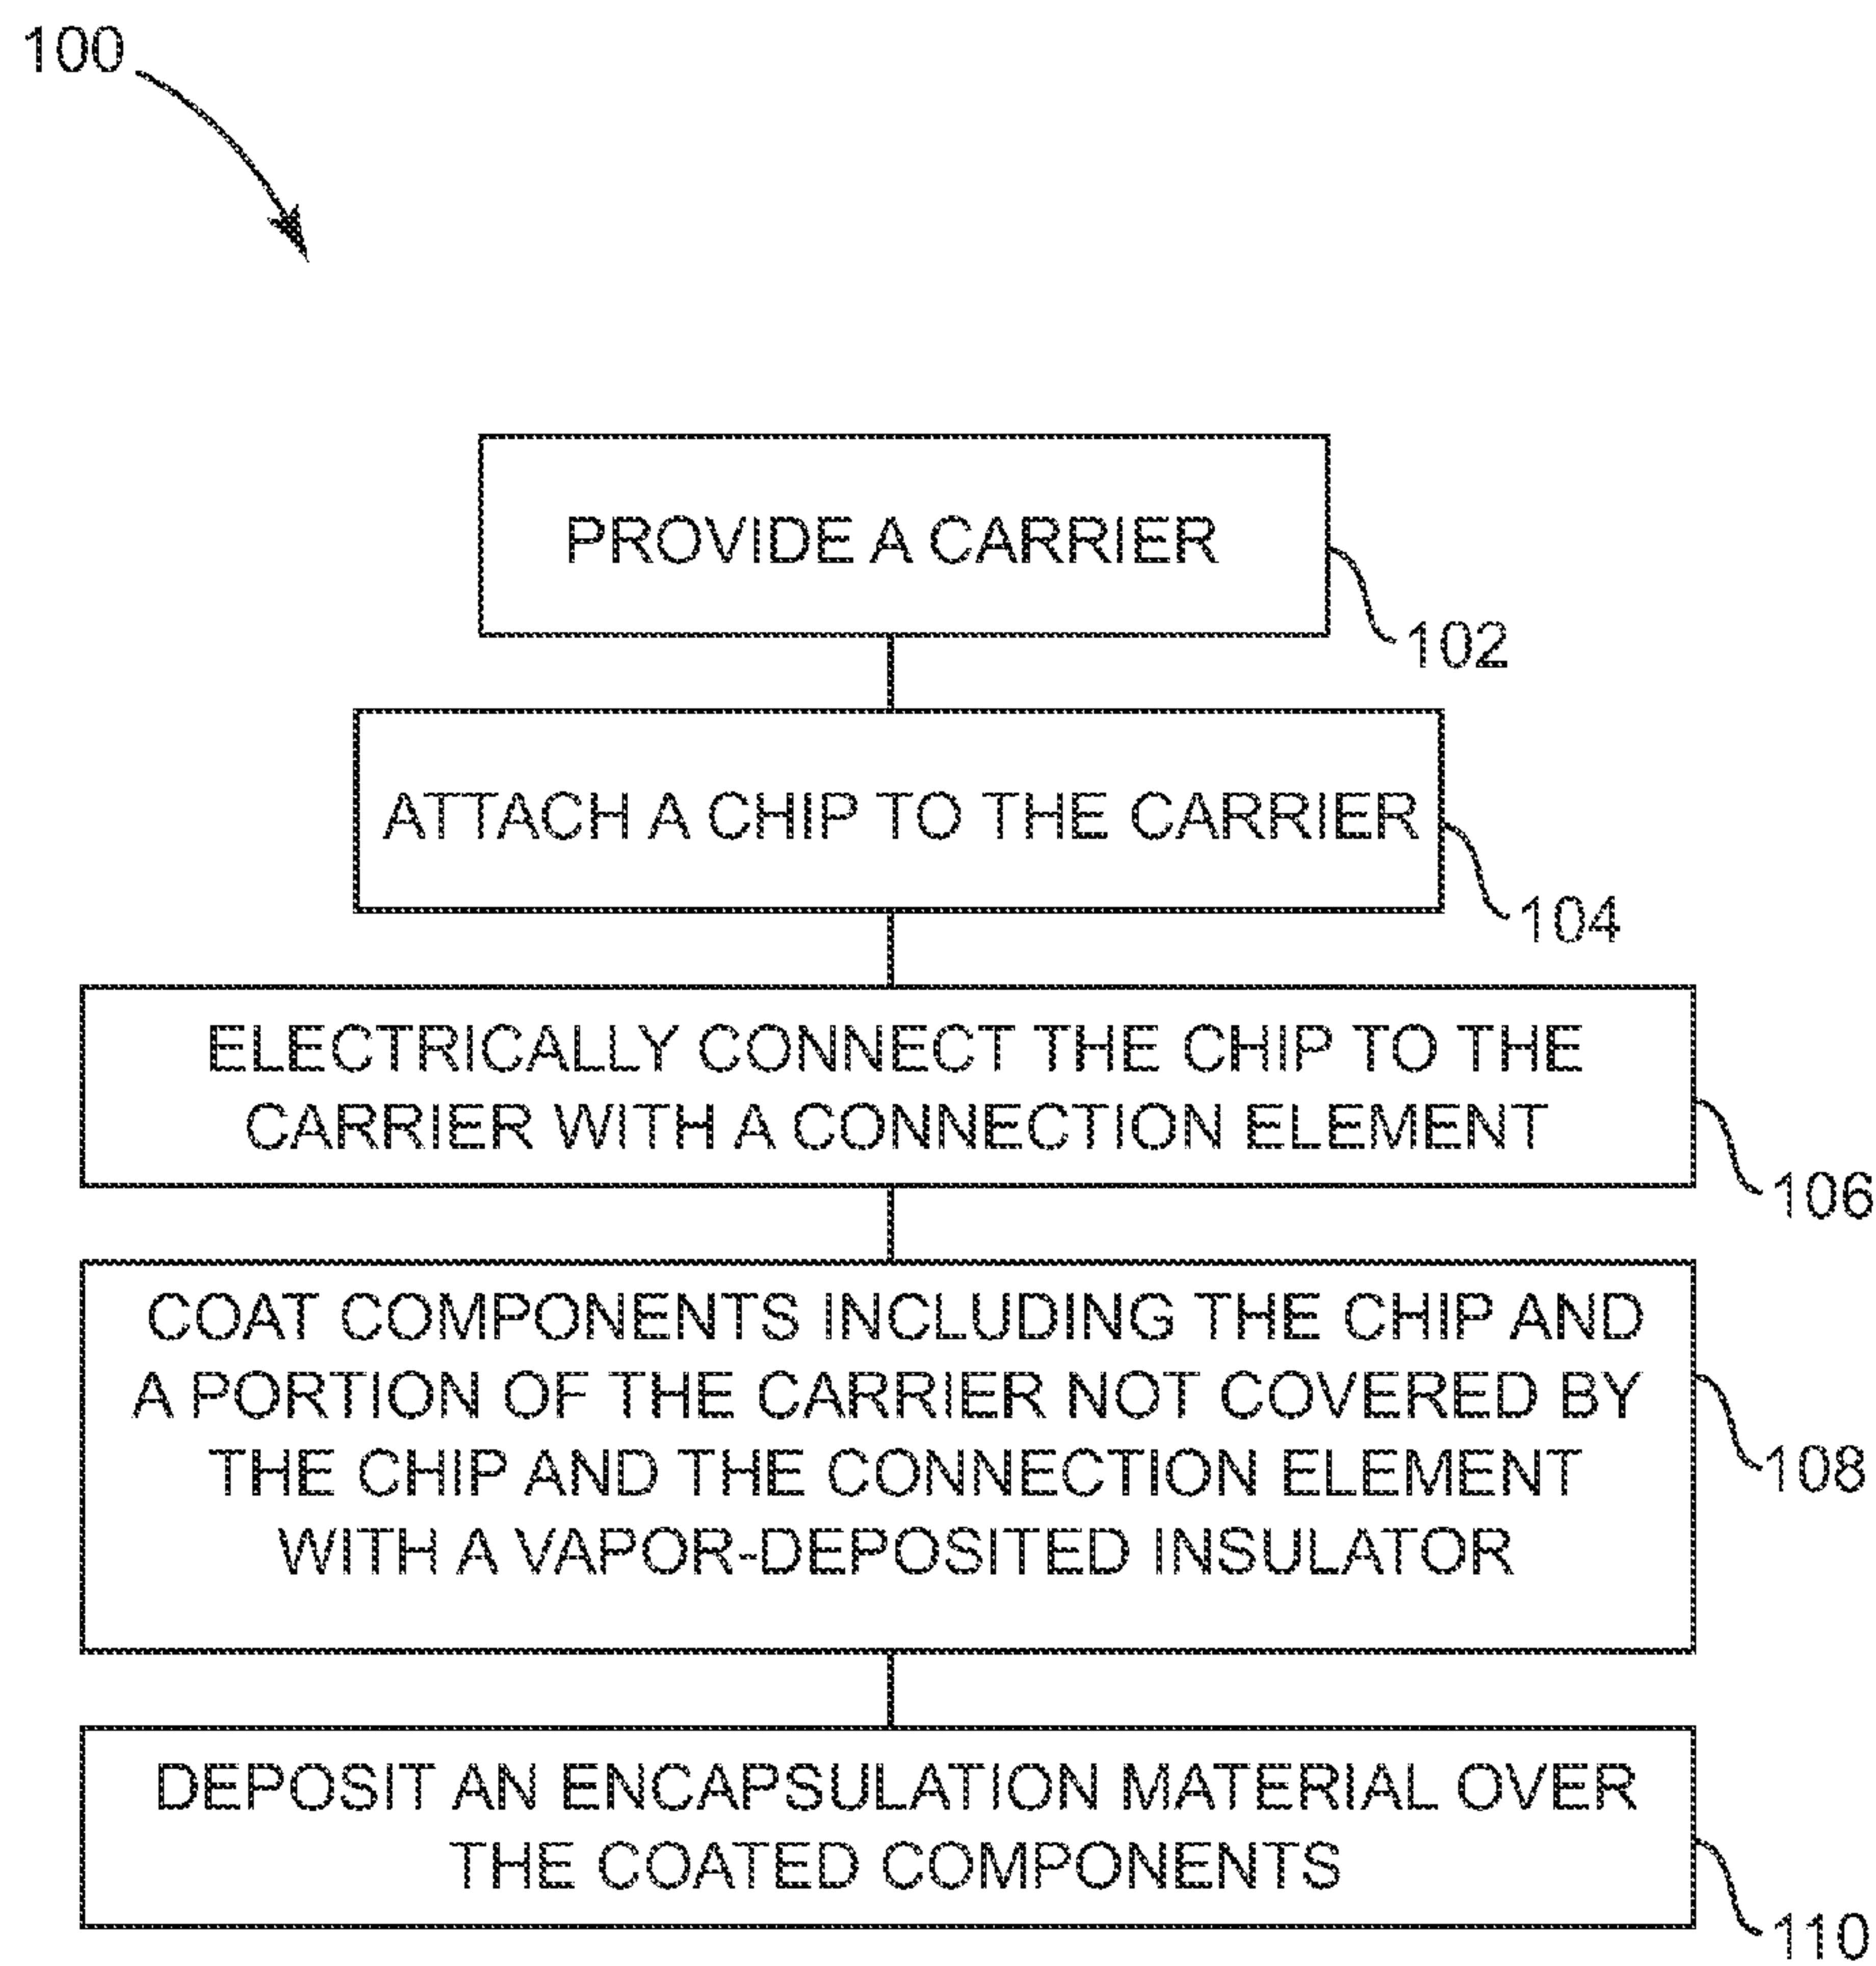 100
PROVIDE A CARRIER
102
ATTACH A CHIP TO THE CARRIER
104
ELECTRICALLY CONNECT THE CHIP TO THE
CARRIER WITH A CONNECTION ELEMENT
106
COAT COMPONENTS INCLUDING THE CHIP AND
A PORTION OF THE CARRIER NOT COVERED BY
THE CHIP AND THE CONNECTION ELEMENT
WITH A VAPOR-DEPOSITED INSULATOR
108
DEPOSIT AN ENCAPSULATION MATERIAL OVER
THE COATED COMPONENTS
110